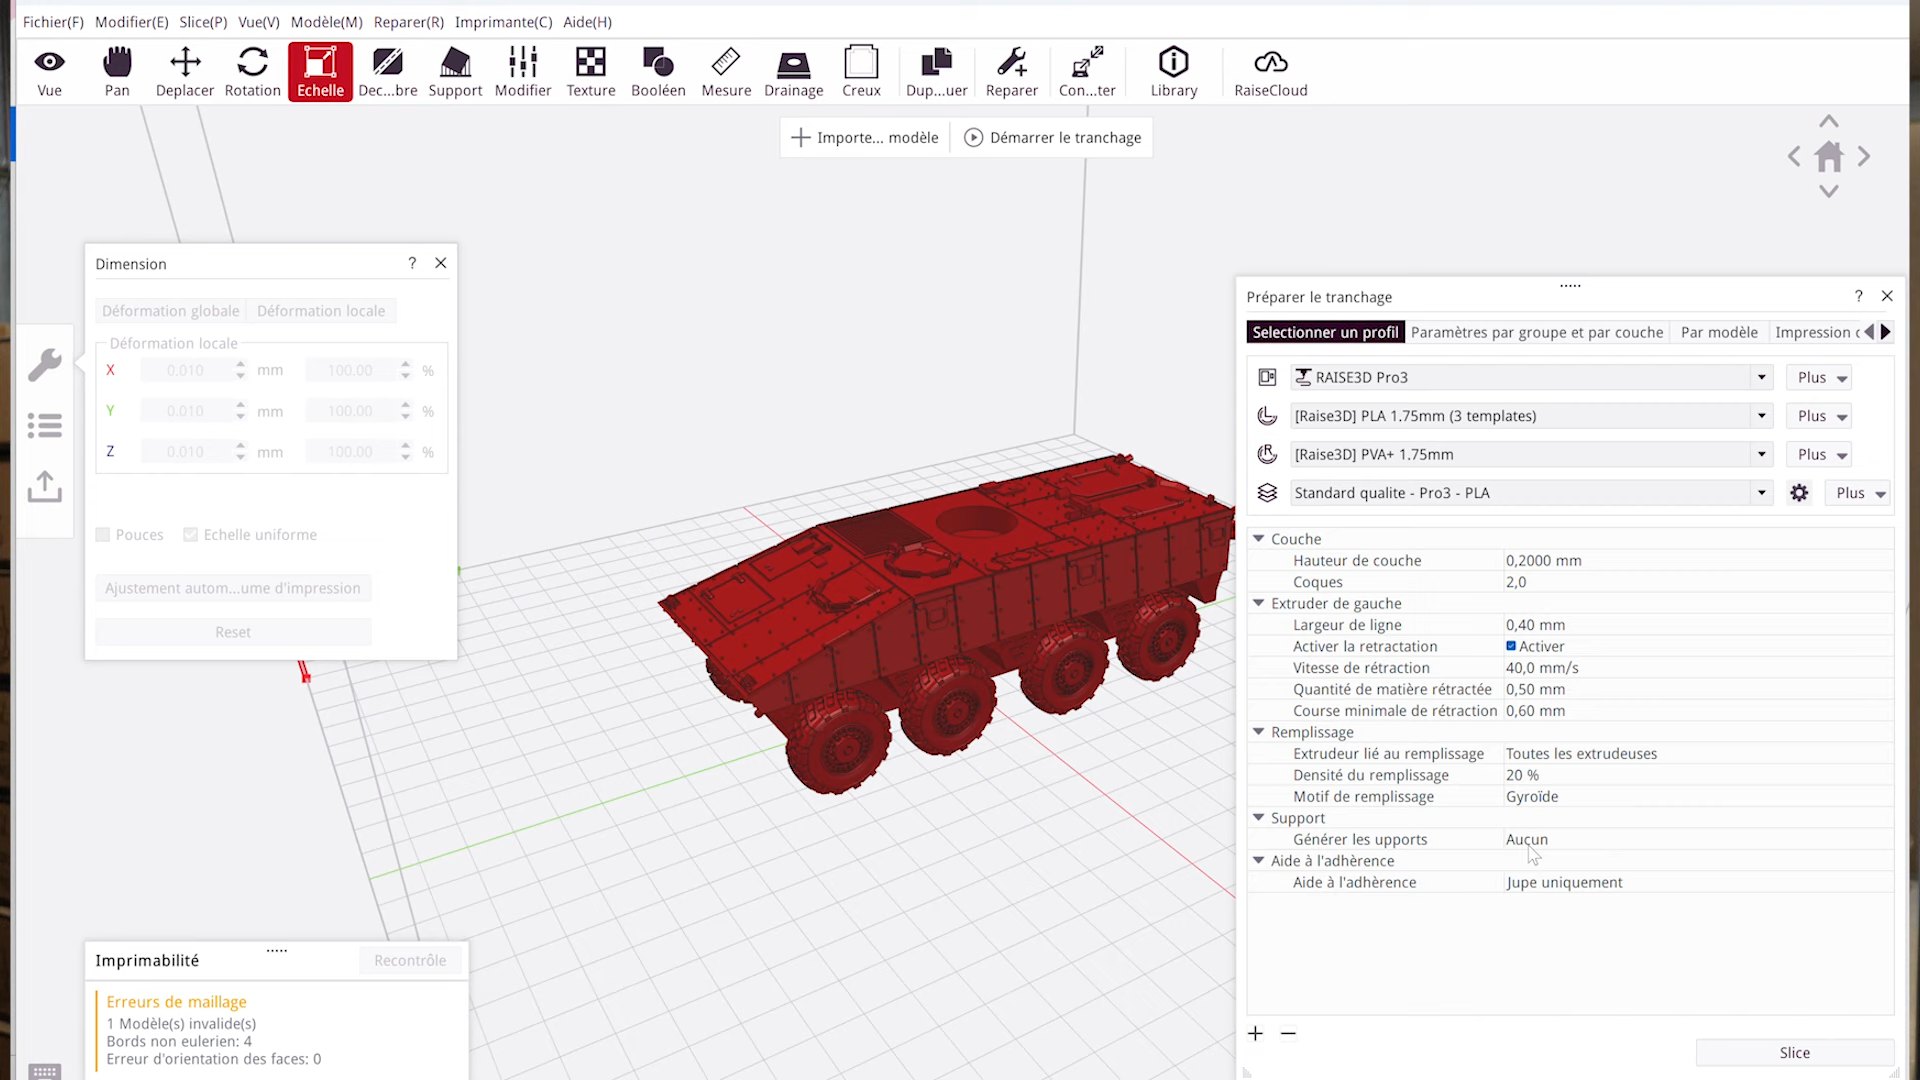 Fichier(F) Modifier(E) Slice(P) Vue(V) Modèle(M) Reparer(R) Imprimante(C) Aide(H)
Vue Pan Deplacer Rotation Echelle Dec...bre Support Modifier Texture Booléen Mesure Drainage Creux Dup...uer Reparer Con...ter Library RaiseCloud
Importe... modèle Démarrer le tranchage
Dimension ?
Déformation globale Déformation locale
Déformation locale
X 0.010 mm 100.00 %
Y 0.010 mm 100.00 %
Z 0.010 mm 100.00 %
Pouces Echelle uniforme
Ajustement autom...ume d'impression
Reset
Imprimabilité Recontrôle
Erreurs de maillage
1 Modèle(s) invalide(s)
Bords non eulerien: 4
Erreur d'orientation des faces: 0
Préparer le tranchage ?
Selectionner un profil Paramètres par groupe et par couche Par modèle Impression c
RAISE3D Pro3 Plus
L [Raise3D] PLA 1.75mm (3 templates) Plus
R [Raise3D] PVA+ 1.75mm Plus
Standard qualite - Pro3 - PLA Plus
Couche
Hauteur de couche 0,2000 mm
Coques 2,0
Extruder de gauche
Largeur de ligne 0,40 mm
Activer la retractation Activer
Vitesse de rétraction 40,0 mm/s
Quantité de matière rétractée 0,50 mm
Course minimale de rétraction 0,60 mm
Remplissage
Extrudeur lié au remplissage Toutes les extrudeuses
Densité du remplissage 20 %
Motif de remplissage Gyroïde
Support
Générer les upports Aucun
Aide à l'adhèrence
Aide à l'adhèrence Jupe uniquement
Slice